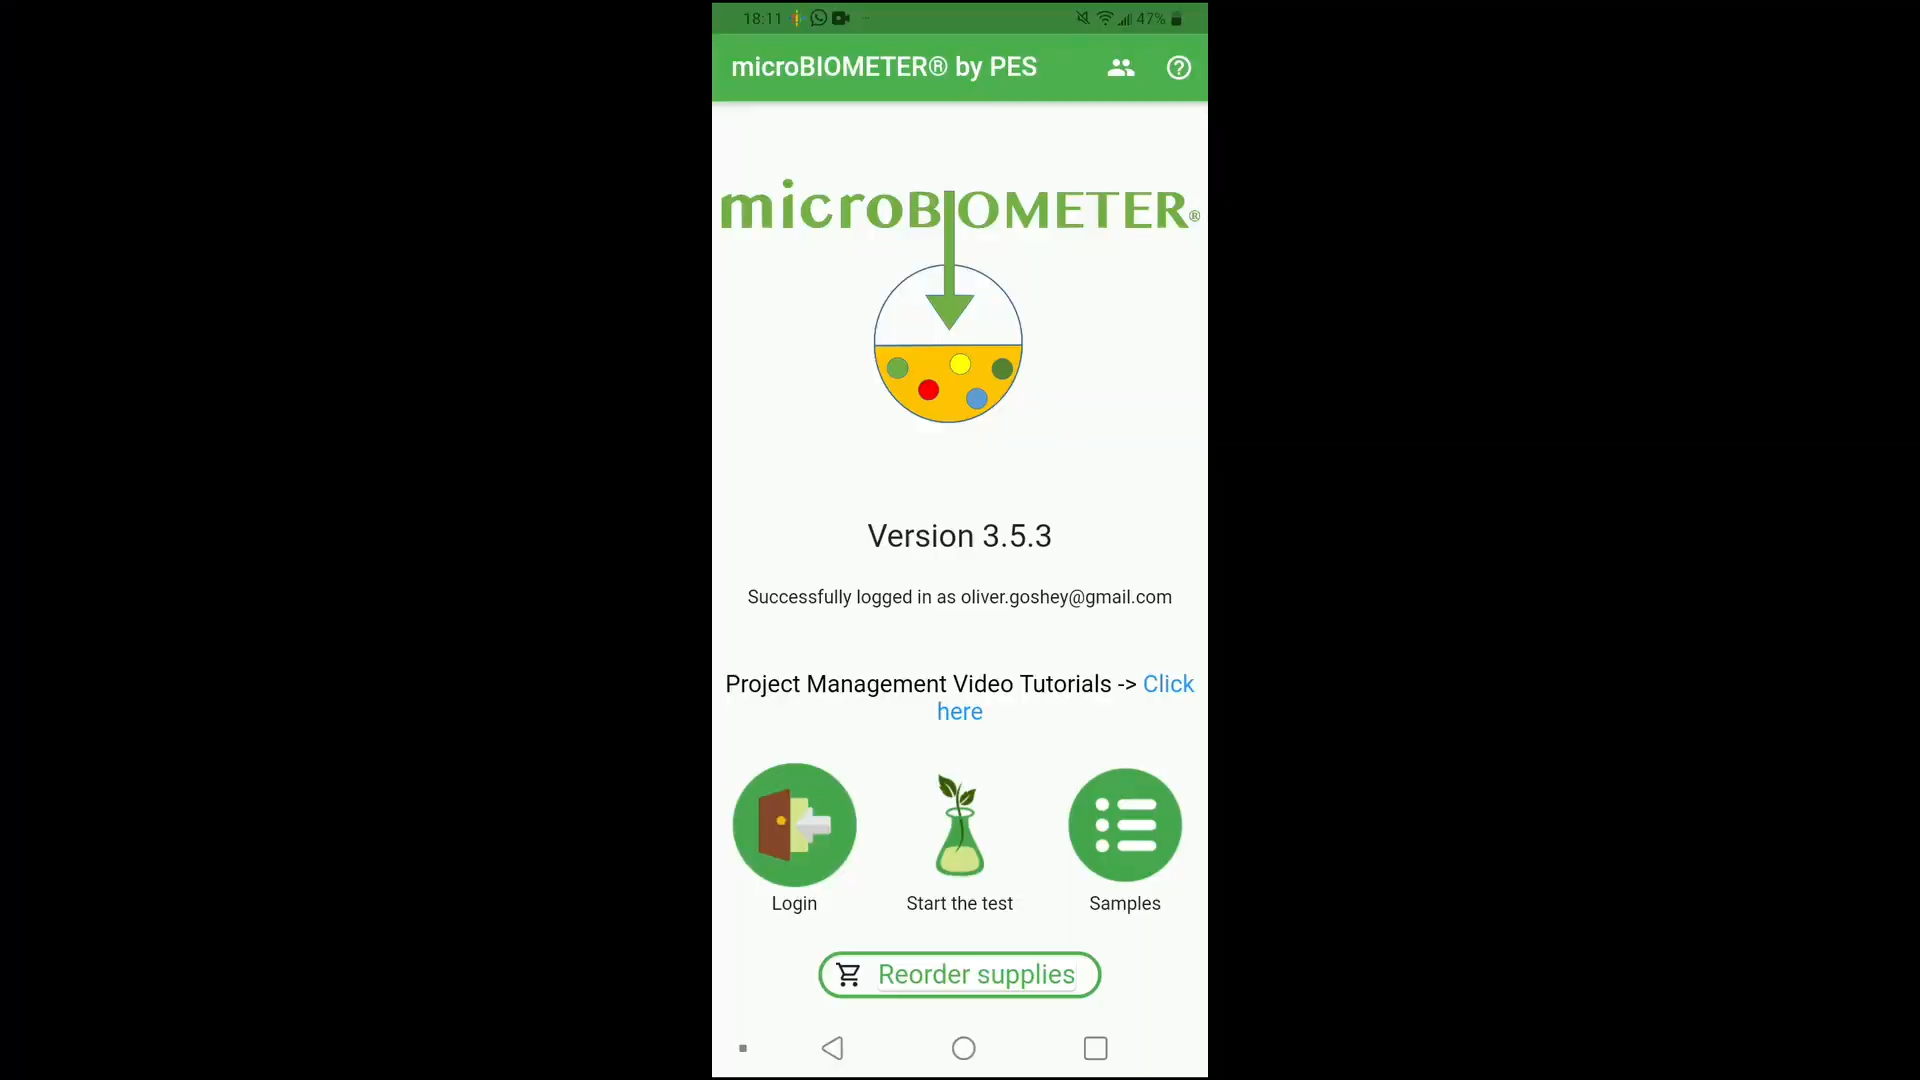 18:11
47%
microBIOMETER® by PES
microBIOMETER®
Version 3.5.3
Successfully logged in as oliver.goshey@gmail.com
Project Management Video Tutorials -> Click
here
Login
Start the test
Samples
Reorder supplies